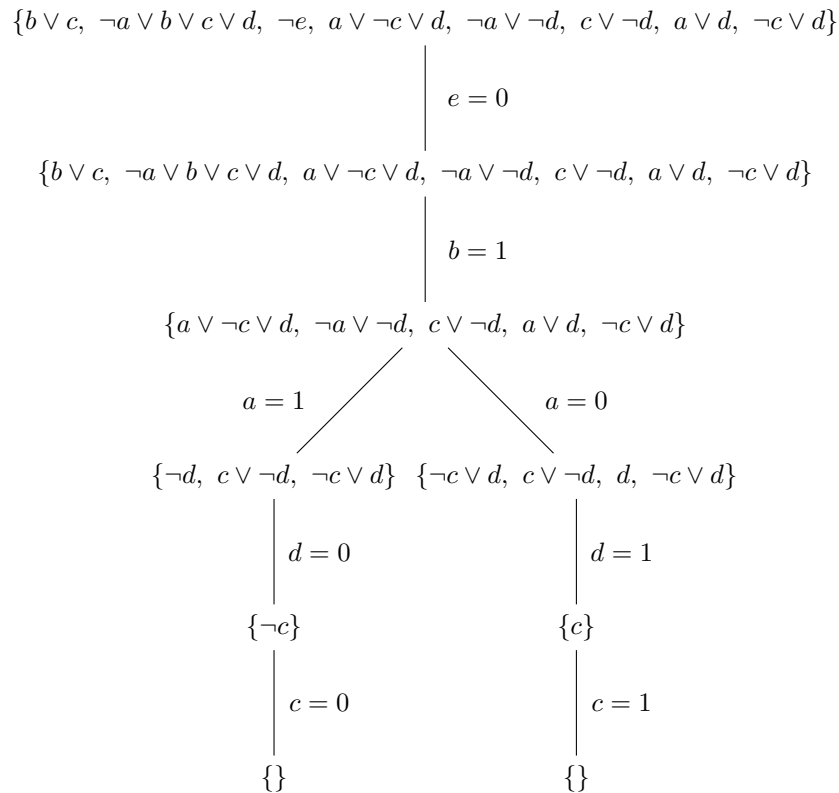 {b ∨ c, ¬a ∨ b ∨ c ∨ d, ¬e, a ∨ ¬c ∨ d, ¬a ∨ ¬d, c ∨ ¬d, a ∨ d, ¬c ∨ d}
e = 0
{b ∨ c, ¬a ∨ b ∨ c ∨ d, a ∨ ¬c ∨ d, ¬a ∨ ¬d, c ∨ ¬d, a ∨ d, ¬c ∨ d}
b = 1
{a ∨ ¬c ∨ d, ¬a ∨ ¬d, c ∨ ¬d, a ∨ d, ¬c ∨ d}
a = 1 a = 0
{¬d, c ∨ ¬d, ¬c ∨ d} {¬c ∨ d, c ∨ ¬d, d, ¬c ∨ d}
d = 0 d = 1
{¬c} {c}
c = 0 c = 1
{} {}